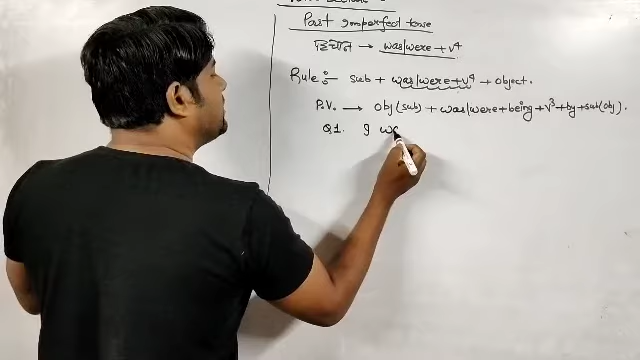 Past imperfect tense
पहचान → was/were + v⁴
Rule :- sub + was/were + v⁴ + object.
P.V. → obj (sub) + was/were + being + v³ + by + sub (obj).
Q1. I wa